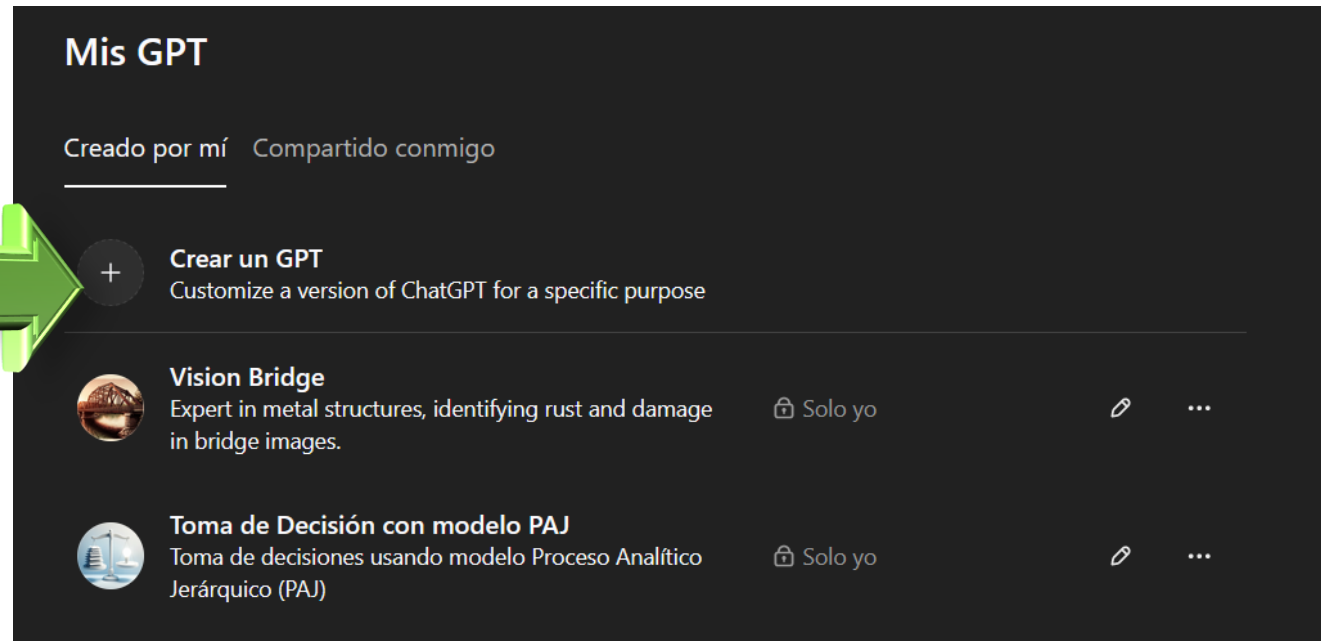 Mis GPT
Creado por mí Compartido conmigo
Crear un GPT
Customize a version of ChatGPT for a specific purpose
Vision Bridge
Expert in metal structures, identifying rust and damage
in bridge images.
Solo yo
Toma de Decisión con modelo PAJ
Toma de decisiones usando modelo Proceso Analítico
Jerárquico (PAJ)
Solo yo